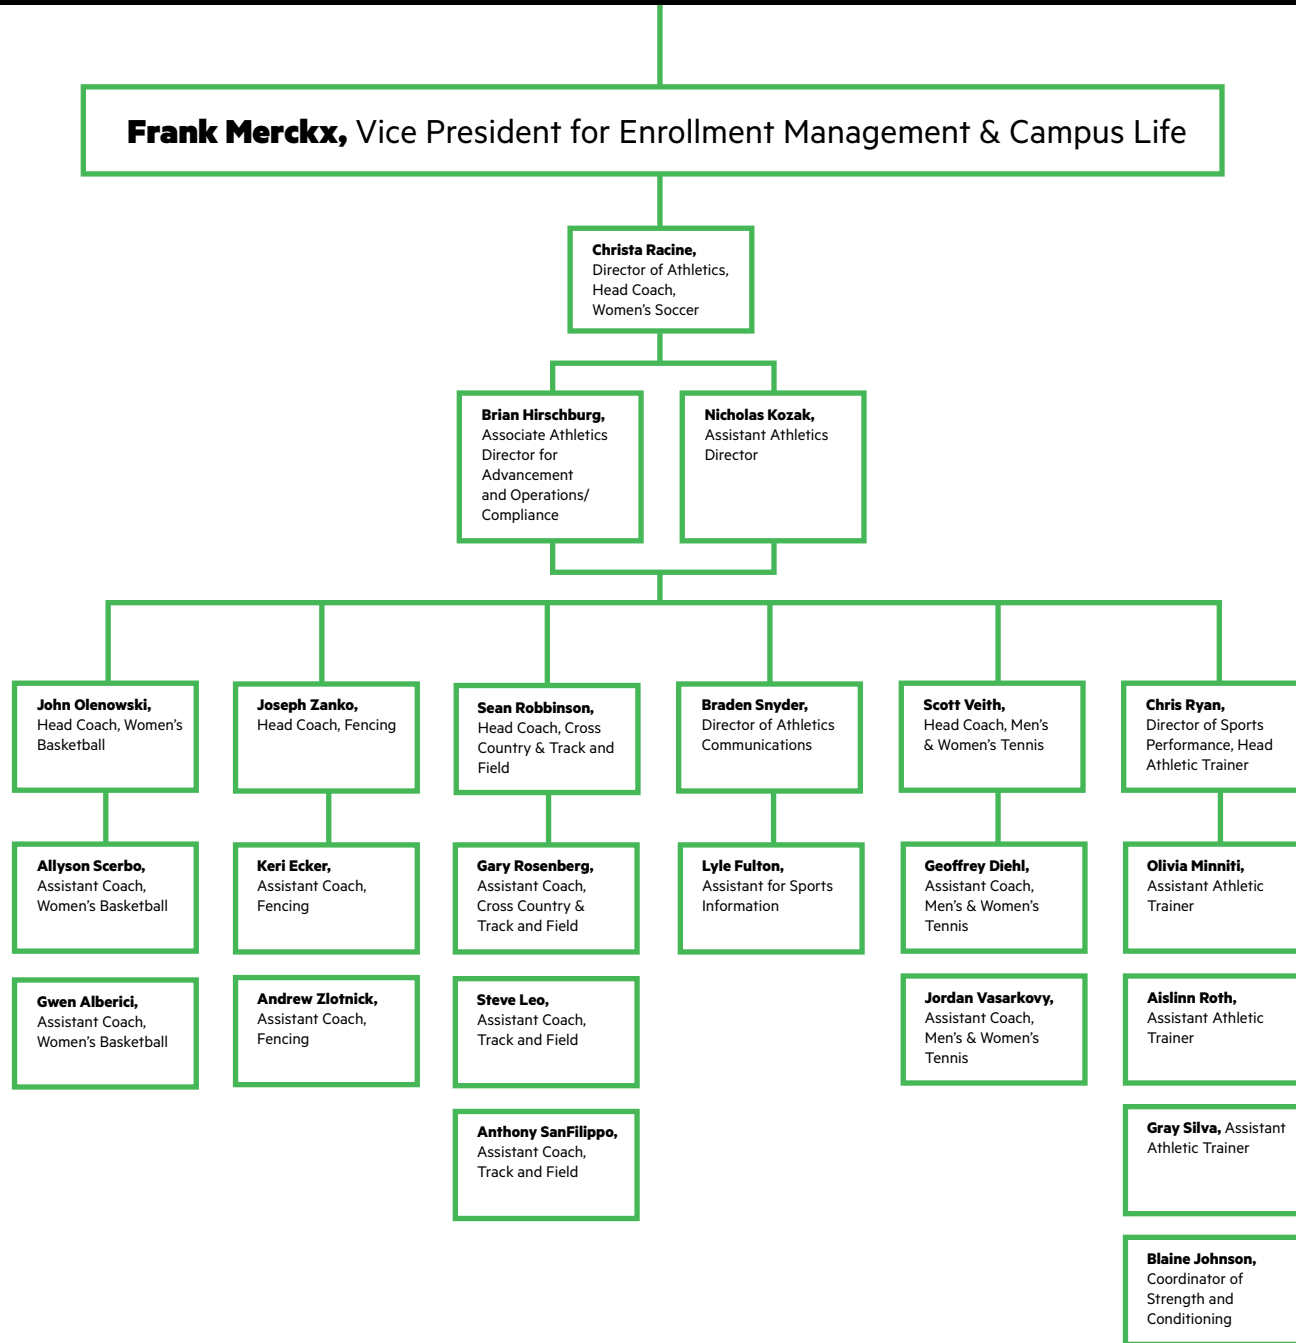 Frank Merckx, Vice President for Enrollment Management & Campus Life
Christa Racine,
Director of Athletics,
Head Coach,
Women's Soccer
Brian Hirschburg,
Associate Athletics
Director for
Advancement
and Operations/
Compliance
Nicholas Kozak,
Assistant Athletics
Director
John Olenowski,
Head Coach, Women's
Basketball
Joseph Zanko,
Head Coach, Fencing
Sean Robbinson,
Head Coach, Cross
Country & Track and
Field
Braden Snyder,
Director of Athletics
Communications
Scott Veith,
Head Coach, Men's
& Women's Tennis
Chris Ryan,
Director of Sports
Performance, Head
Athletic Trainer
Allyson Scerbo,
Assistant Coach,
Women's Basketball
Keri Ecker,
Assistant Coach,
Fencing
Gary Rosenberg,
Assistant Coach,
Cross Country &
Track and Field
Lyle Fulton,
Assistant for Sports
Information
Geoffrey Diehl,
Assistant Coach,
Men's & Women's
Tennis
Olivia Minniti,
Assistant Athletic
Trainer
Gwen Alberici,
Assistant Coach,
Women's Basketball
Andrew Zlotnick,
Assistant Coach,
Fencing
Steve Leo,
Assistant Coach,
Track and Field
Jordan Vasarkovy,
Assistant Coach,
Men's & Women's
Tennis
Aislinn Roth,
Assistant Athletic
Trainer
Anthony SanFilippo,
Assistant Coach,
Track and Field
Gray Silva, Assistant
Athletic Trainer
Blaine Johnson,
Coordinator of
Strength and
Conditioning